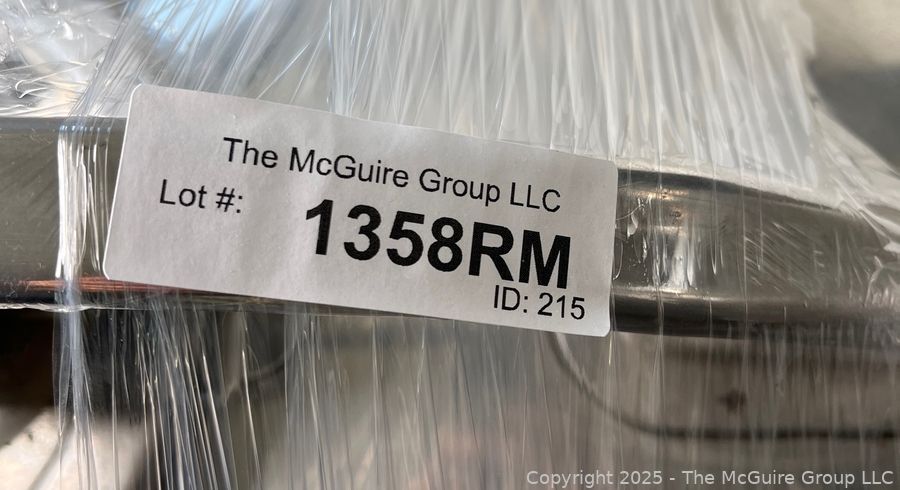 The McGuire Group LLC
Lot #: 1358RM
ID: 215
Copyright 2025 - The McGuire Group LLC